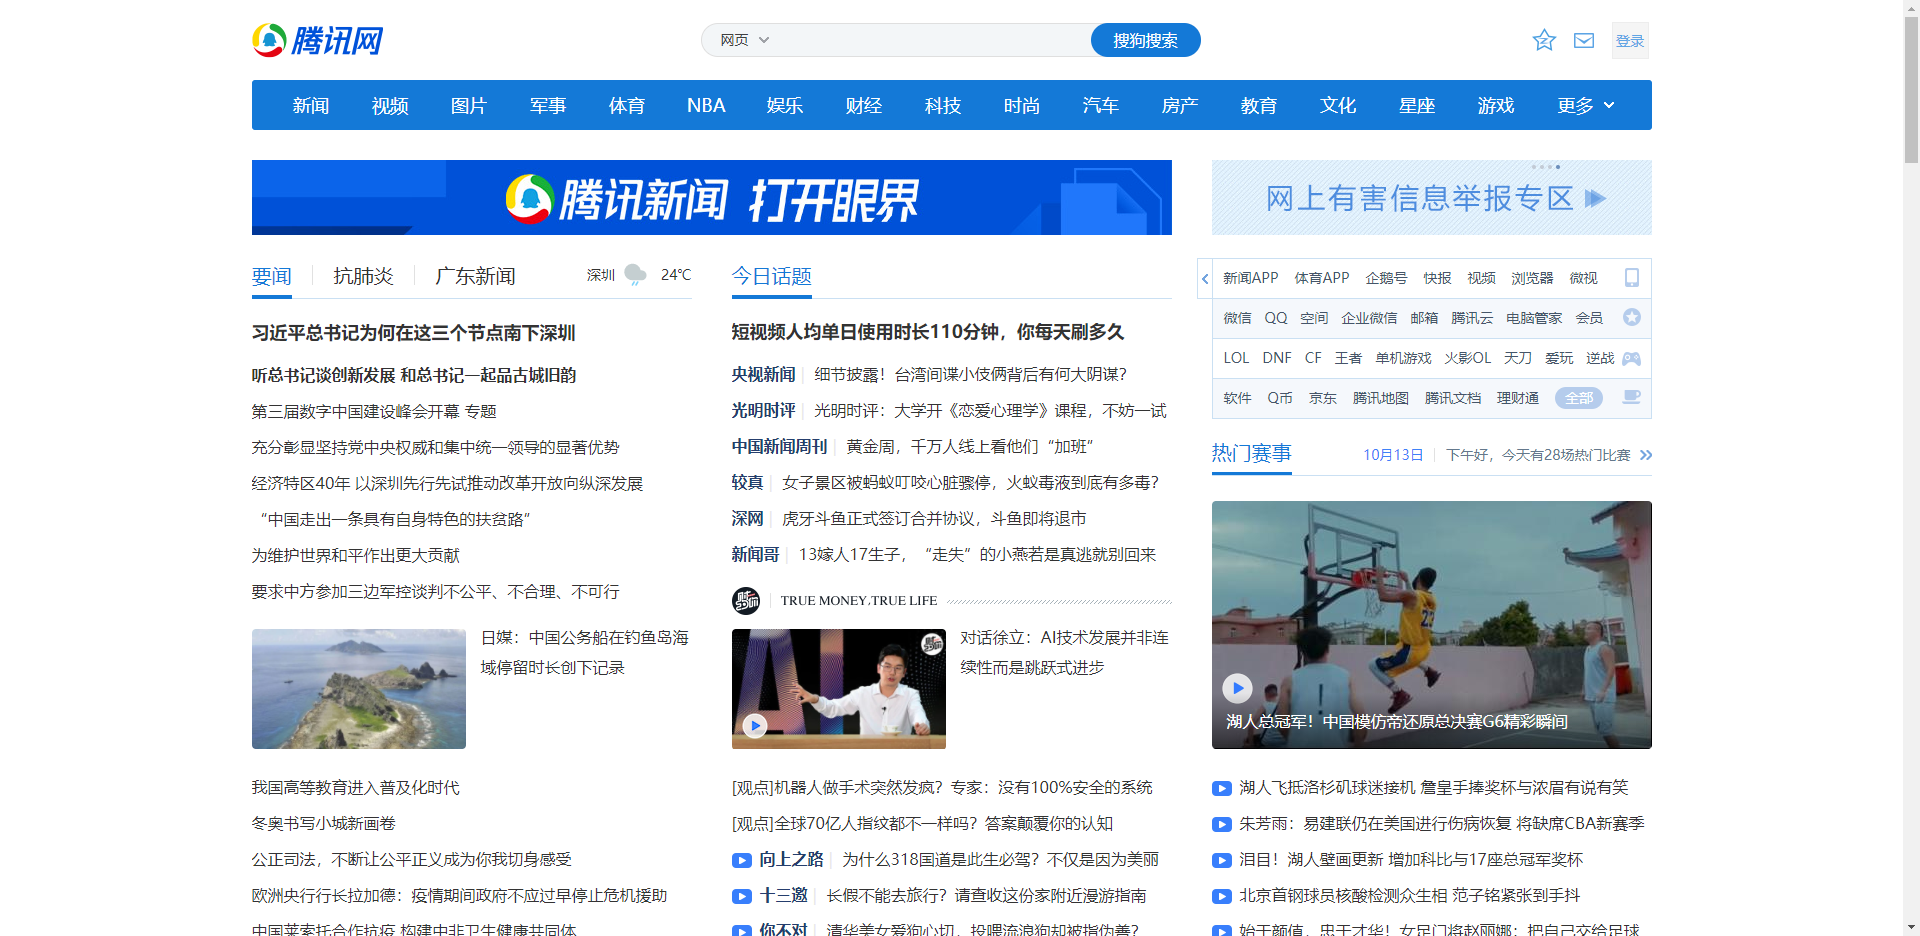 腾讯网
网页
搜狗搜索
登录
新闻 视频 图片 军事 体育 NBA 娱乐 财经 科技 时尚 汽车 房产 教育 文化 星座 游戏 更多
腾讯新闻 打开眼界
网上有害信息举报专区
要闻 抗肺炎 广东新闻 深圳 24℃
习近平总书记为何在这三个节点南下深圳
听总书记谈创新发展 和总书记一起品古城旧韵
第三届数字中国建设峰会开幕 专题
充分彰显坚持党中央权威和集中统一领导的显著优势
经济特区40年 以深圳先行先试推动改革开放向纵深发展
“中国走出一条具有自身特色的扶贫路”
为维护世界和平作出更大贡献
要求中方参加三边军控谈判不公平、不合理、不可行
日媒：中国公务船在钓鱼岛海
域停留时长创下记录
我国高等教育进入普及化时代
冬奥书写小城新画卷
公正司法，不断让公平正义成为你我切身感受
欧洲央行行长拉加德：疫情期间政府不应过早停止危机援助
中国莱索托合作抗疫 构建中非卫生健康共同体
今日话题
短视频人均单日使用时长110分钟，你每天刷多久
央视新闻 细节披露！台湾间谍小伎俩背后有何大阴谋？
光明时评 光明时评：大学开《恋爱心理学》课程，不妨一试
中国新闻周刊 黄金周，千万人线上看他们“加班”
较真 女子景区被蚂蚁叮咬心脏骤停，火蚁毒液到底有多毒？
深网 虎牙斗鱼正式签订合并协议，斗鱼即将退市
新闻哥 13嫁人17生子，“走失”的小燕若是真逃就别回来
TRUE MONEY,TRUE LIFE
AI
对话徐立：AI技术发展并非连
续性而是跳跃式进步
[观点]机器人做手术突然发疯？专家：没有100%安全的系统
[观点]全球70亿人指纹都不一样吗？答案颠覆你的认知
向上之路 为什么318国道是此生必驾？不仅是因为美丽
十三邀 长假不能去旅行？请查收这份家附近漫游指南
你不对 清华美女爱狗心切，投喂流浪狗却被指伪善？
新闻APP 体育APP 企鹅号 快报 视频 浏览器 微视
微信 QQ 空间 企业微信 邮箱 腾讯云 电脑管家 会员
LOL DNF CF 王者 单机游戏 火影OL 天刀 爱玩 逆战
软件 Q币 京东 腾讯地图 腾讯文档 理财通 全部
热门赛事 10月13日 下午好，今天有28场热门比赛
湖人总冠军！中国模仿帝还原总决赛G6精彩瞬间
湖人飞抵洛杉矶球迷接机 詹皇手捧奖杯与浓眉有说有笑
朱芳雨：易建联仍在美国进行伤病恢复 将缺席CBA新赛季
泪目！湖人壁画更新 增加科比与17座总冠军奖杯
北京首钢球员核酸检测众生相 范子铭紧张到手抖
始于颜值，忠于才华！女足门将赵丽娜：把自己交给足球